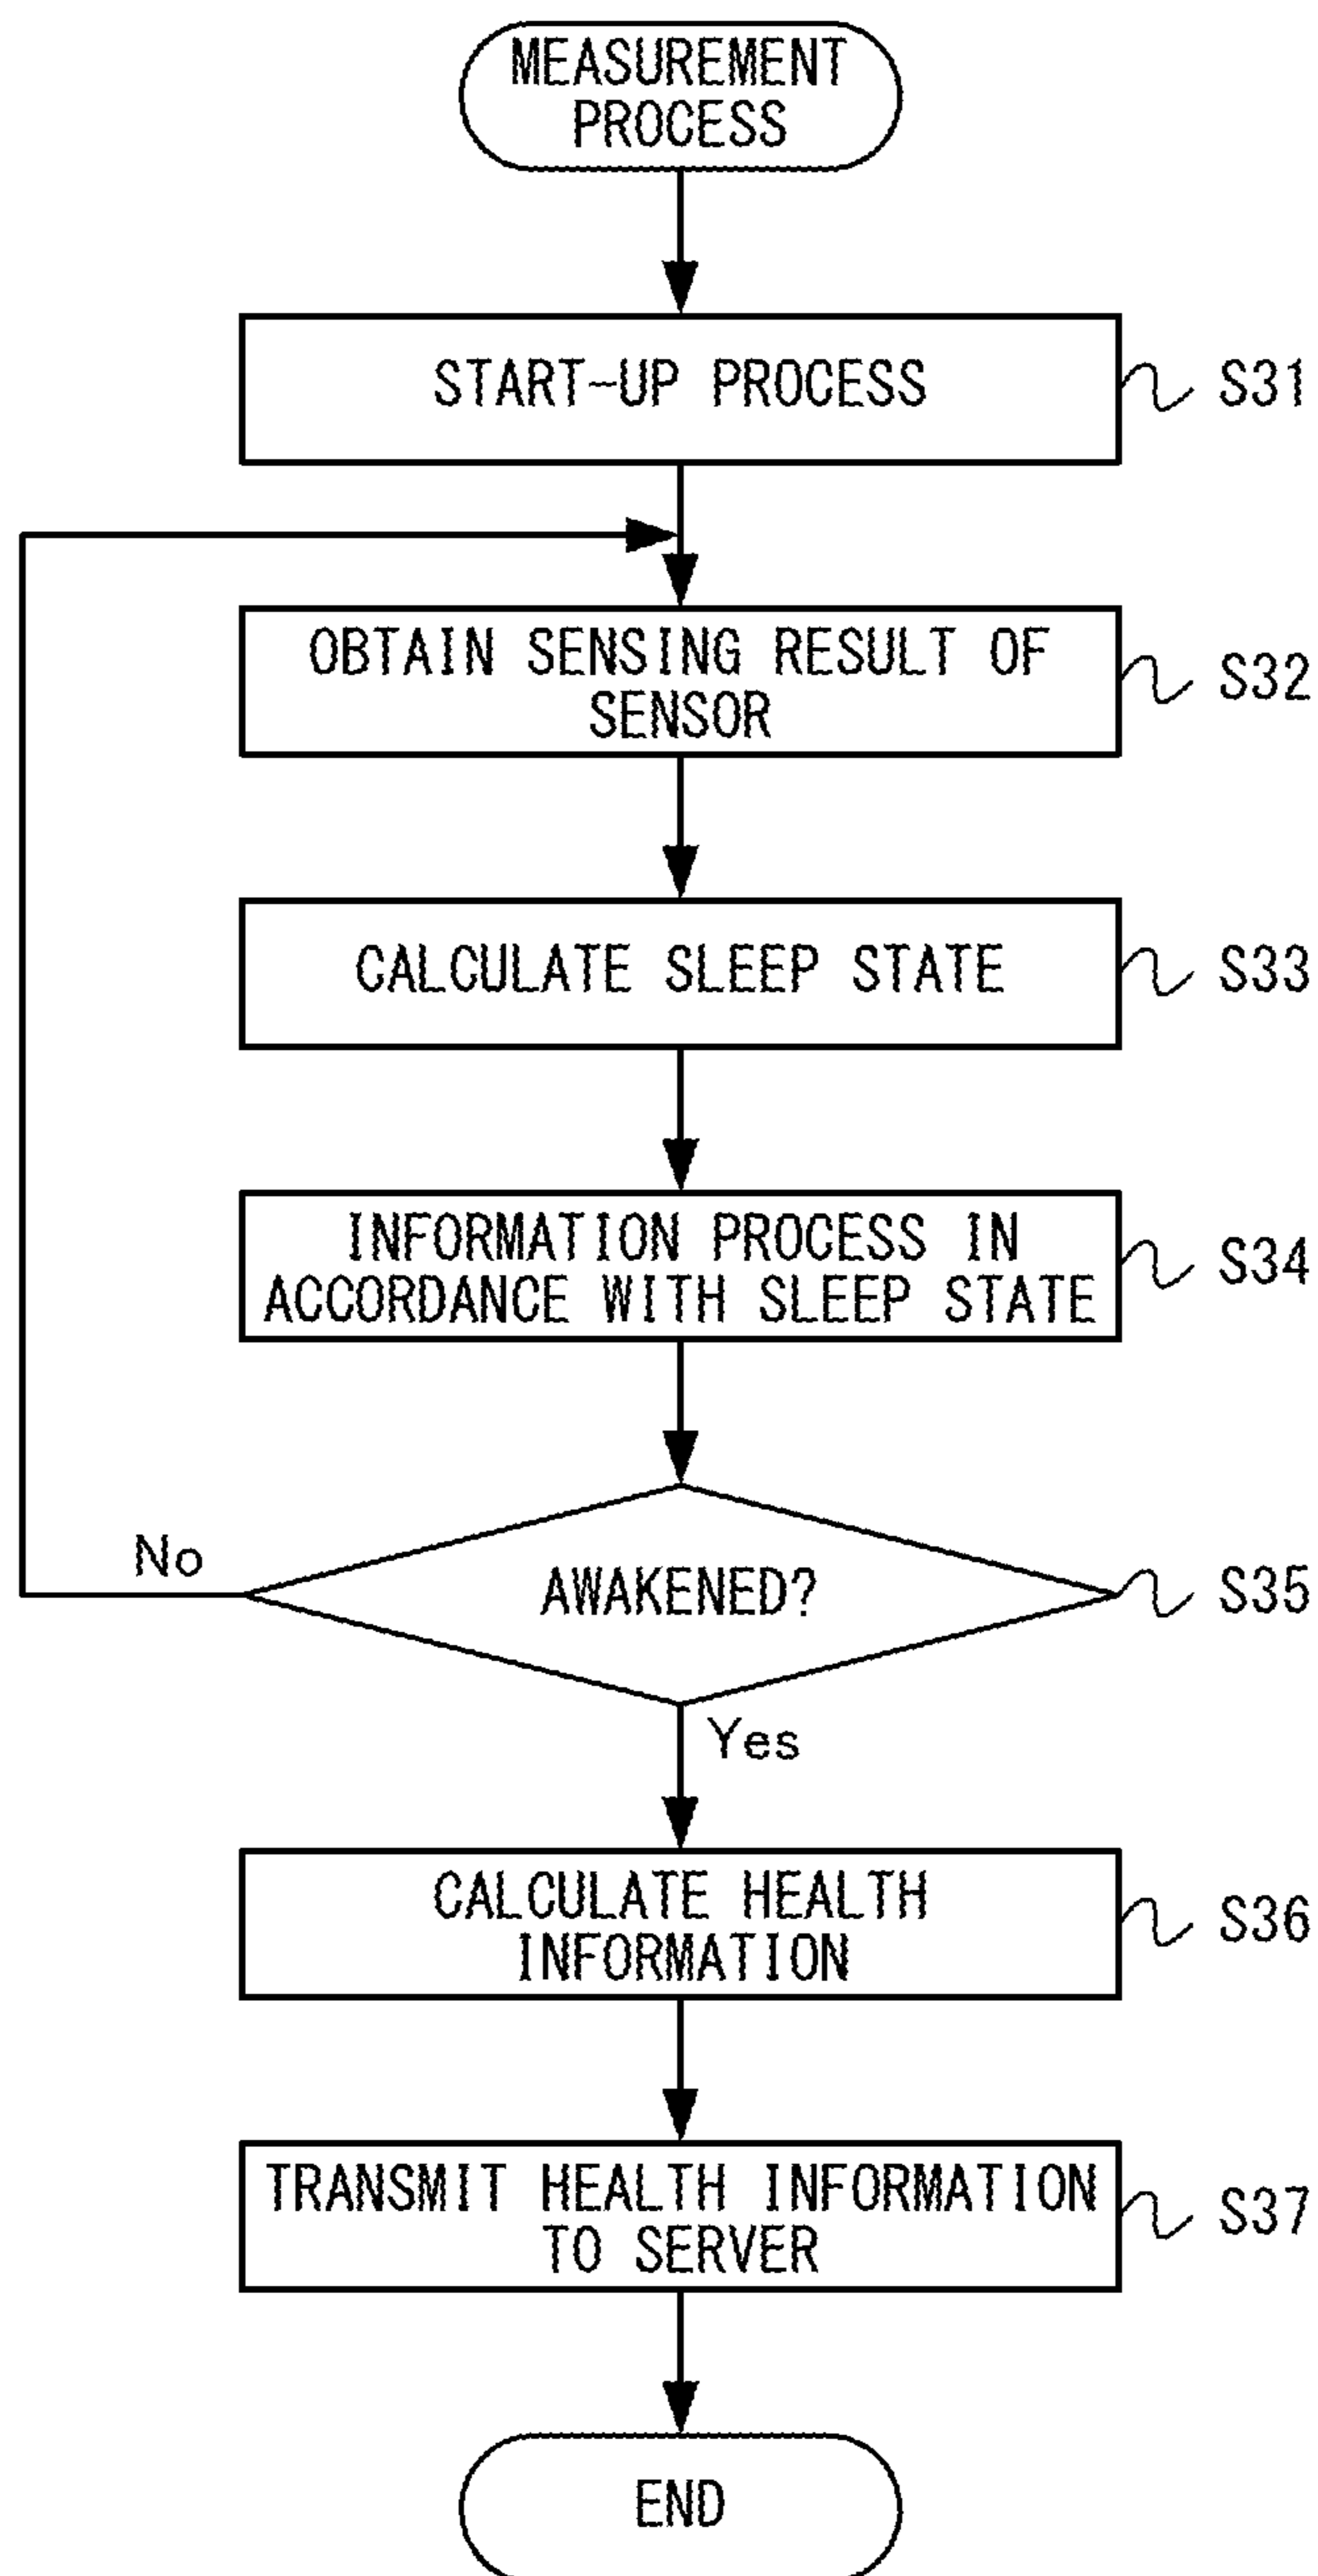 MEASUREMENT
PROCESS
START-UP PROCESS
S31
OBTAIN SENSING RESULT OF
SENSOR
S32
CALCULATE SLEEP STATE
S33
INFORMATION PROCESS IN
ACCORDANCE WITH SLEEP STATE
S34
No
AWAKENED?
S35
Yes
CALCULATE HEALTH
INFORMATION
S36
TRANSMIT HEALTH INFORMATION
TO SERVER
S37
END